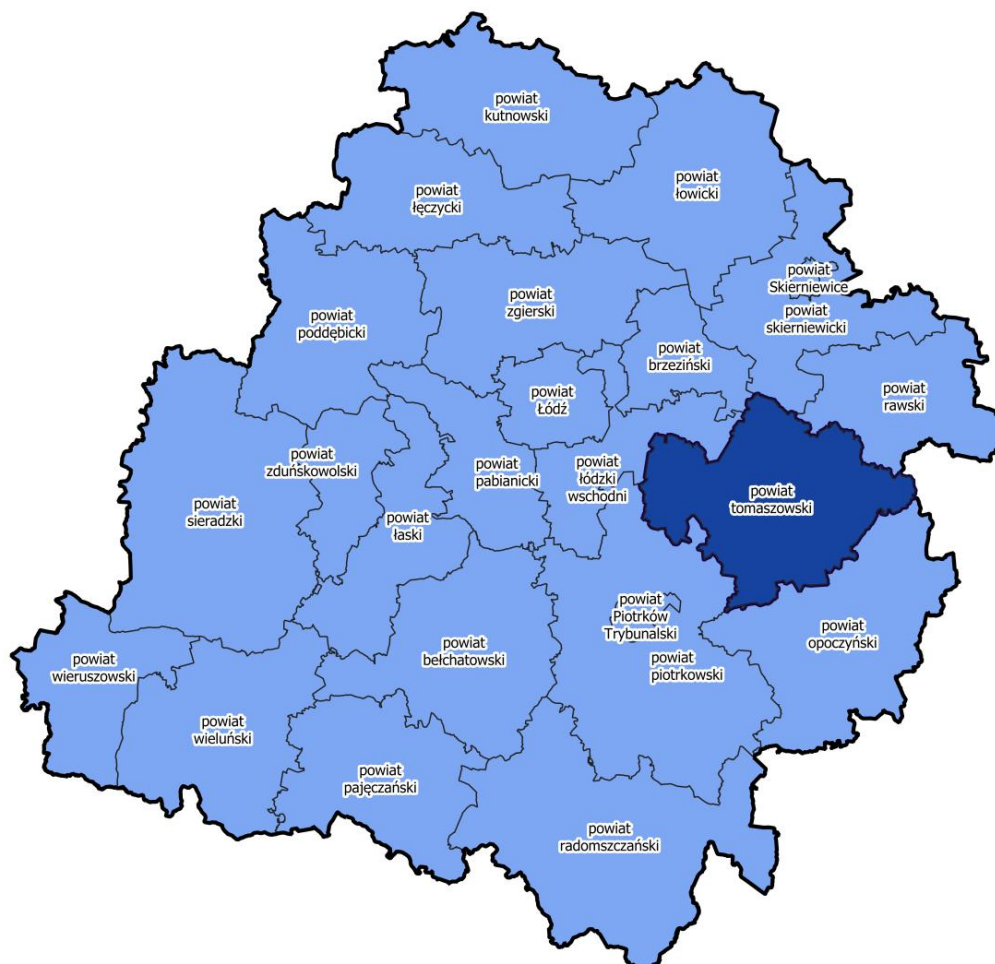 powiat
kutnowski
powiat
łęczycki
powiat
łowicki
powiat
Skierniewice
powiat
skierniewicki
powiat
zgierski
powiat
poddębicki
powiat
brzeziński
powiat
rawski
powiat
Łódź
powiat
zduńskowolski
powiat
pabianicki
powiat
łódzki
wschodni
powiat
tomaszowski
powiat
sieradzki
powiat
łaski
powiat
Piotrków
Trybunalski
powiat
opoczyński
powiat
bełchatowski
powiat
piotrkowski
powiat
wieruszowski
powiat
wieluński
powiat
pajęczański
powiat
radomszczański